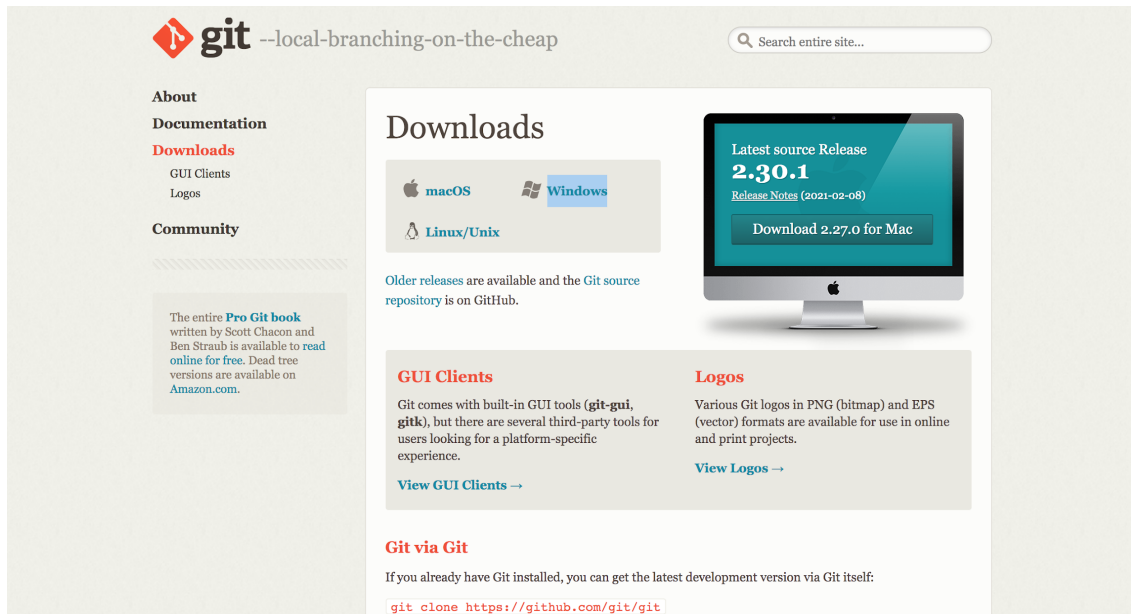 git --local-branching-on-the-cheap
Search entire site...
About
Documentation
Downloads
GUI Clients
Logos
Community
The entire Pro Git book
written by Scott Chacon and
Ben Straub is available to read
online for free. Dead tree
versions are available on
Amazon.com.
Downloads
macOS
Windows
Linux/Unix
Older releases are available and the Git source
repository is on GitHub.
Latest source Release
2.30.1
Release Notes (2021-02-08)
Download 2.27.0 for Mac
GUI Clients
Git comes with built-in GUI tools (git-gui,
gitk), but there are several third-party tools for
users looking for a platform-specific
experience.
View GUI Clients →
Logos
Various Git logos in PNG (bitmap) and EPS
(vector) formats are available for use in online
and print projects.
View Logos →
Git via Git
If you already have Git installed, you can get the latest development version via Git itself:
git clone https://github.com/git/git